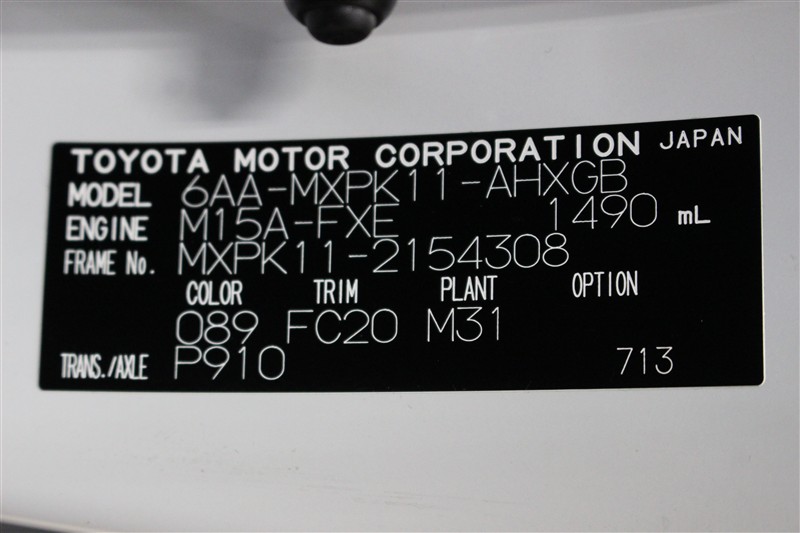 TOYOTA MOTOR CORPORATION JAPAN
MODEL 6AA-MXPK11-AHXGB
ENGINE M15A-FXE 1490 mL
FRAME No. MXPK11-2154308
COLOR TRIM PLANT OPTION
089 FC20 M31
TRANS./AXLE P910 713